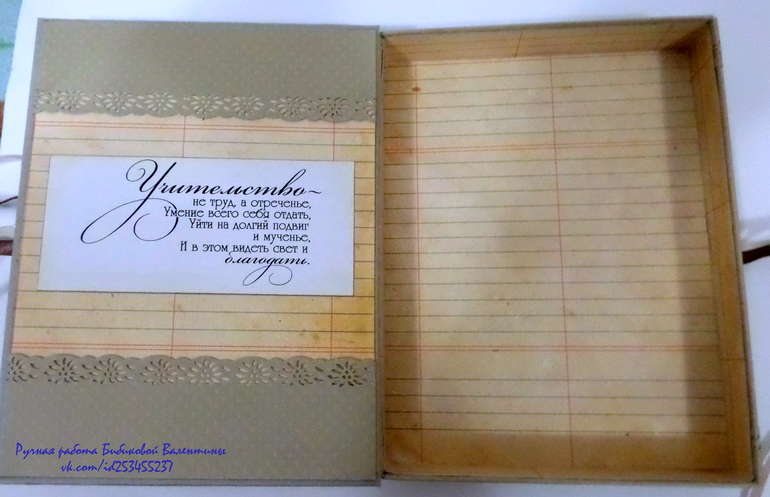 Учительство~
не труд, а отреченье,
Умение всего себя отдать,
Уйти на долгий подвиг
и мученье,
И в этом видеть свет и
благодать.
Ручная работа Бибиковой Валентины
vk.com/id253455237